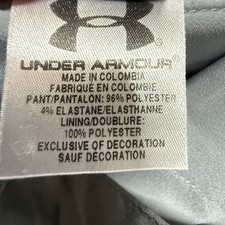 UNDER ARMOUR
MADE IN COLOMBIA
FABRIQUÉ EN COLOMBIE
PANT/PANTALON: 96% POLYESTER
4% ELASTANE/ELASTHANNE
LINING/DOUBLURE:
100% POLYESTER
EXCLUSIVE OF DECORATION
SAUF DECORATION